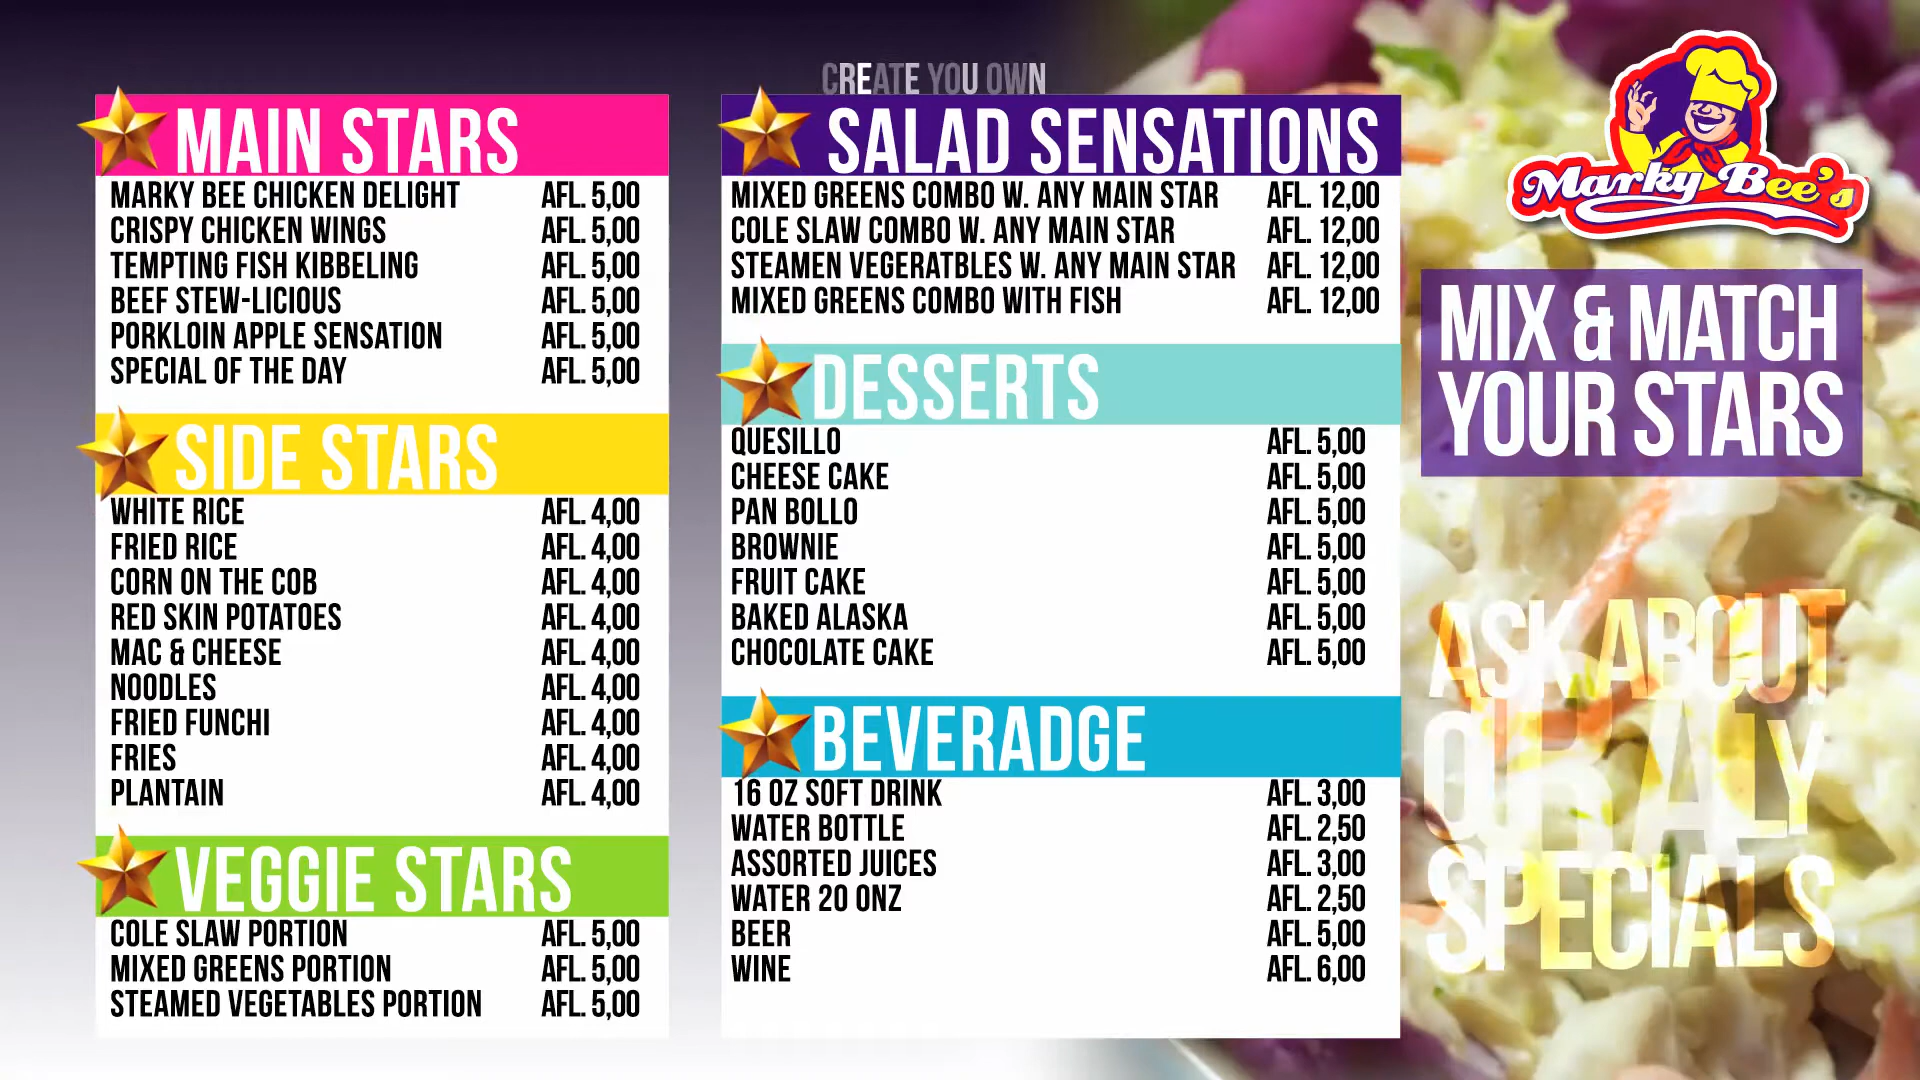 CREATE YOU OWN
MAIN STARS
MARKY BEE CHICKEN DELIGHT AFL. 5,00
CRISPY CHICKEN WINGS AFL. 5,00
TEMPTING FISH KIBBELING AFL. 5,00
BEEF STEW-LICIOUS AFL. 5,00
PORKLOIN APPLE SENSATION AFL. 5,00
SPECIAL OF THE DAY AFL. 5,00
SIDE STARS
WHITE RICE AFL. 4,00
FRIED RICE AFL. 4,00
CORN ON THE COB AFL. 4,00
RED SKIN POTATOES AFL. 4,00
MAC & CHEESE AFL. 4,00
NOODLES AFL. 4,00
FRIED FUNCHI AFL. 4,00
FRIES AFL. 4,00
PLANTAIN AFL. 4,00
VEGGIE STARS
COLE SLAW PORTION AFL. 5,00
MIXED GREENS PORTION AFL. 5,00
STEAMED VEGETABLES PORTION AFL. 5,00
SALAD SENSATIONS
MIXED GREENS COMBO W. ANY MAIN STAR AFL. 12,00
COLE SLAW COMBO W. ANY MAIN STAR AFL. 12,00
STEAMEN VEGERATBLES W. ANY MAIN STAR AFL. 12,00
MIXED GREENS COMBO WITH FISH AFL. 12,00
DESSERTS
QUESILLO AFL. 5,00
CHEESE CAKE AFL. 5,00
PAN BOLLO AFL. 5,00
BROWNIE AFL. 5,00
FRUIT CAKE AFL. 5,00
BAKED ALASKA AFL. 5,00
CHOCOLATE CAKE AFL. 5,00
BEVERADGE
16 OZ SOFT DRINK AFL. 3,00
WATER BOTTLE AFL. 2,50
ASSORTED JUICES AFL. 3,00
WATER 20 ONZ AFL. 2,50
BEER AFL. 5,00
WINE AFL. 6,00
Marky Bee's
MIX & MATCH
YOUR STARS
ASK ABOUT
SPECIALS